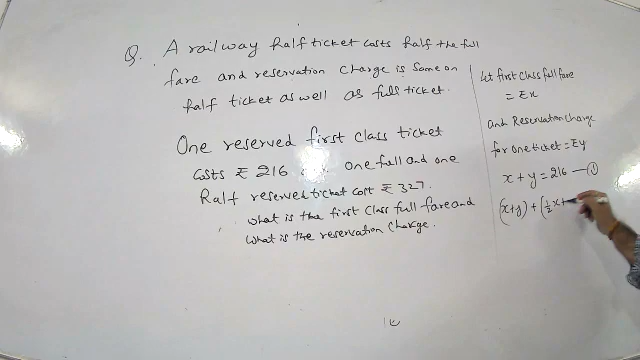 Q. A railway half ticket costs half the full
fare and reservation charge is same on
half ticket as well as full ticket.
One reserved first class ticket
costs ₹ 216 one full and one
half reserved ticket cost ₹ 327.
what is the first class full fare and
what is the reservation charge.
let first class full fare
= ₹x
and Reservation charge
for one ticket = ₹y
x + y = 216 — ①
(x+y) + (1/2 x+